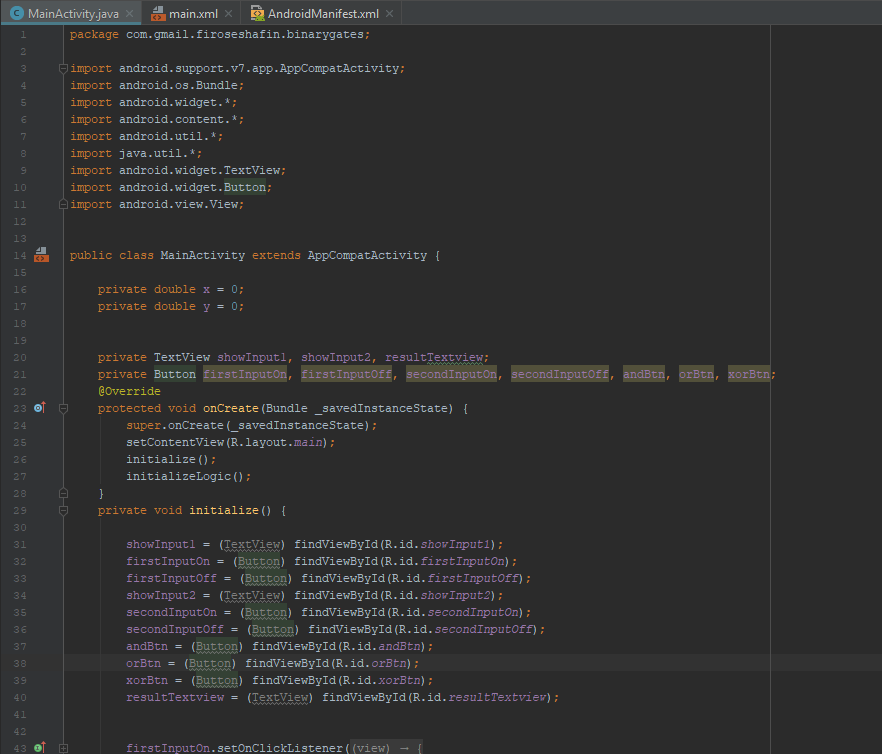 MainActivity.java × main.xml × AndroidManifest.xml ×
1 package com.gmail.firoseshafin.binarygates;
2
3 import android.support.v7.app.AppCompatActivity;
4 import android.os.Bundle;
5 import android.widget.*;
6 import android.content.*;
7 import android.util.*;
8 import java.util.*;
9 import android.widget.TextView;
10 import android.widget.Button;
11 import android.view.View;
12
13
14 public class MainActivity extends AppCompatActivity {
15
16 private double x = 0;
17 private double y = 0;
18
19
20 private TextView showInput1, showInput2, resultTextview;
21 private Button firstInputOn, firstInputOff, secondInputOn, secondInputOff, andBtn, orBtn, xorBtn;
22 @Override
23 protected void onCreate(Bundle _savedInstanceState) {
24 super.onCreate(_savedInstanceState);
25 setContentView(R.layout.main);
26 initialize();
27 initializeLogic();
28 }
29 private void initialize() {
30
31 showInput1 = (TextView) findViewById(R.id.showInput1);
32 firstInputOn = (Button) findViewById(R.id.firstInputOn);
33 firstInputOff = (Button) findViewById(R.id.firstInputOff);
34 showInput2 = (TextView) findViewById(R.id.showInput2);
35 secondInputOn = (Button) findViewById(R.id.secondInputOn);
36 secondInputOff = (Button) findViewById(R.id.secondInputOff);
37 andBtn = (Button) findViewById(R.id.andBtn);
38 orBtn = (Button) findViewById(R.id.orBtn);
39 xorBtn = (Button) findViewById(R.id.xorBtn);
40 resultTextview = (TextView) findViewById(R.id.resultTextview);
41
42
43 firstInputOn.setOnClickListener((view) → {